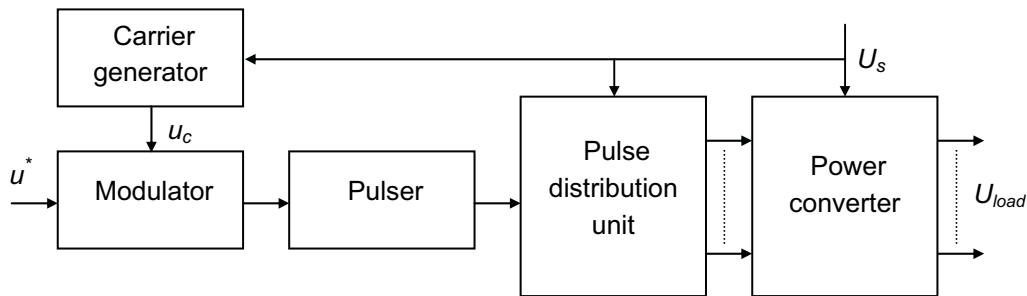 Carrier
generator
U_s
u_c
u^*
Modulator
Pulser
Pulse
distribution
unit
Power
converter
U_load